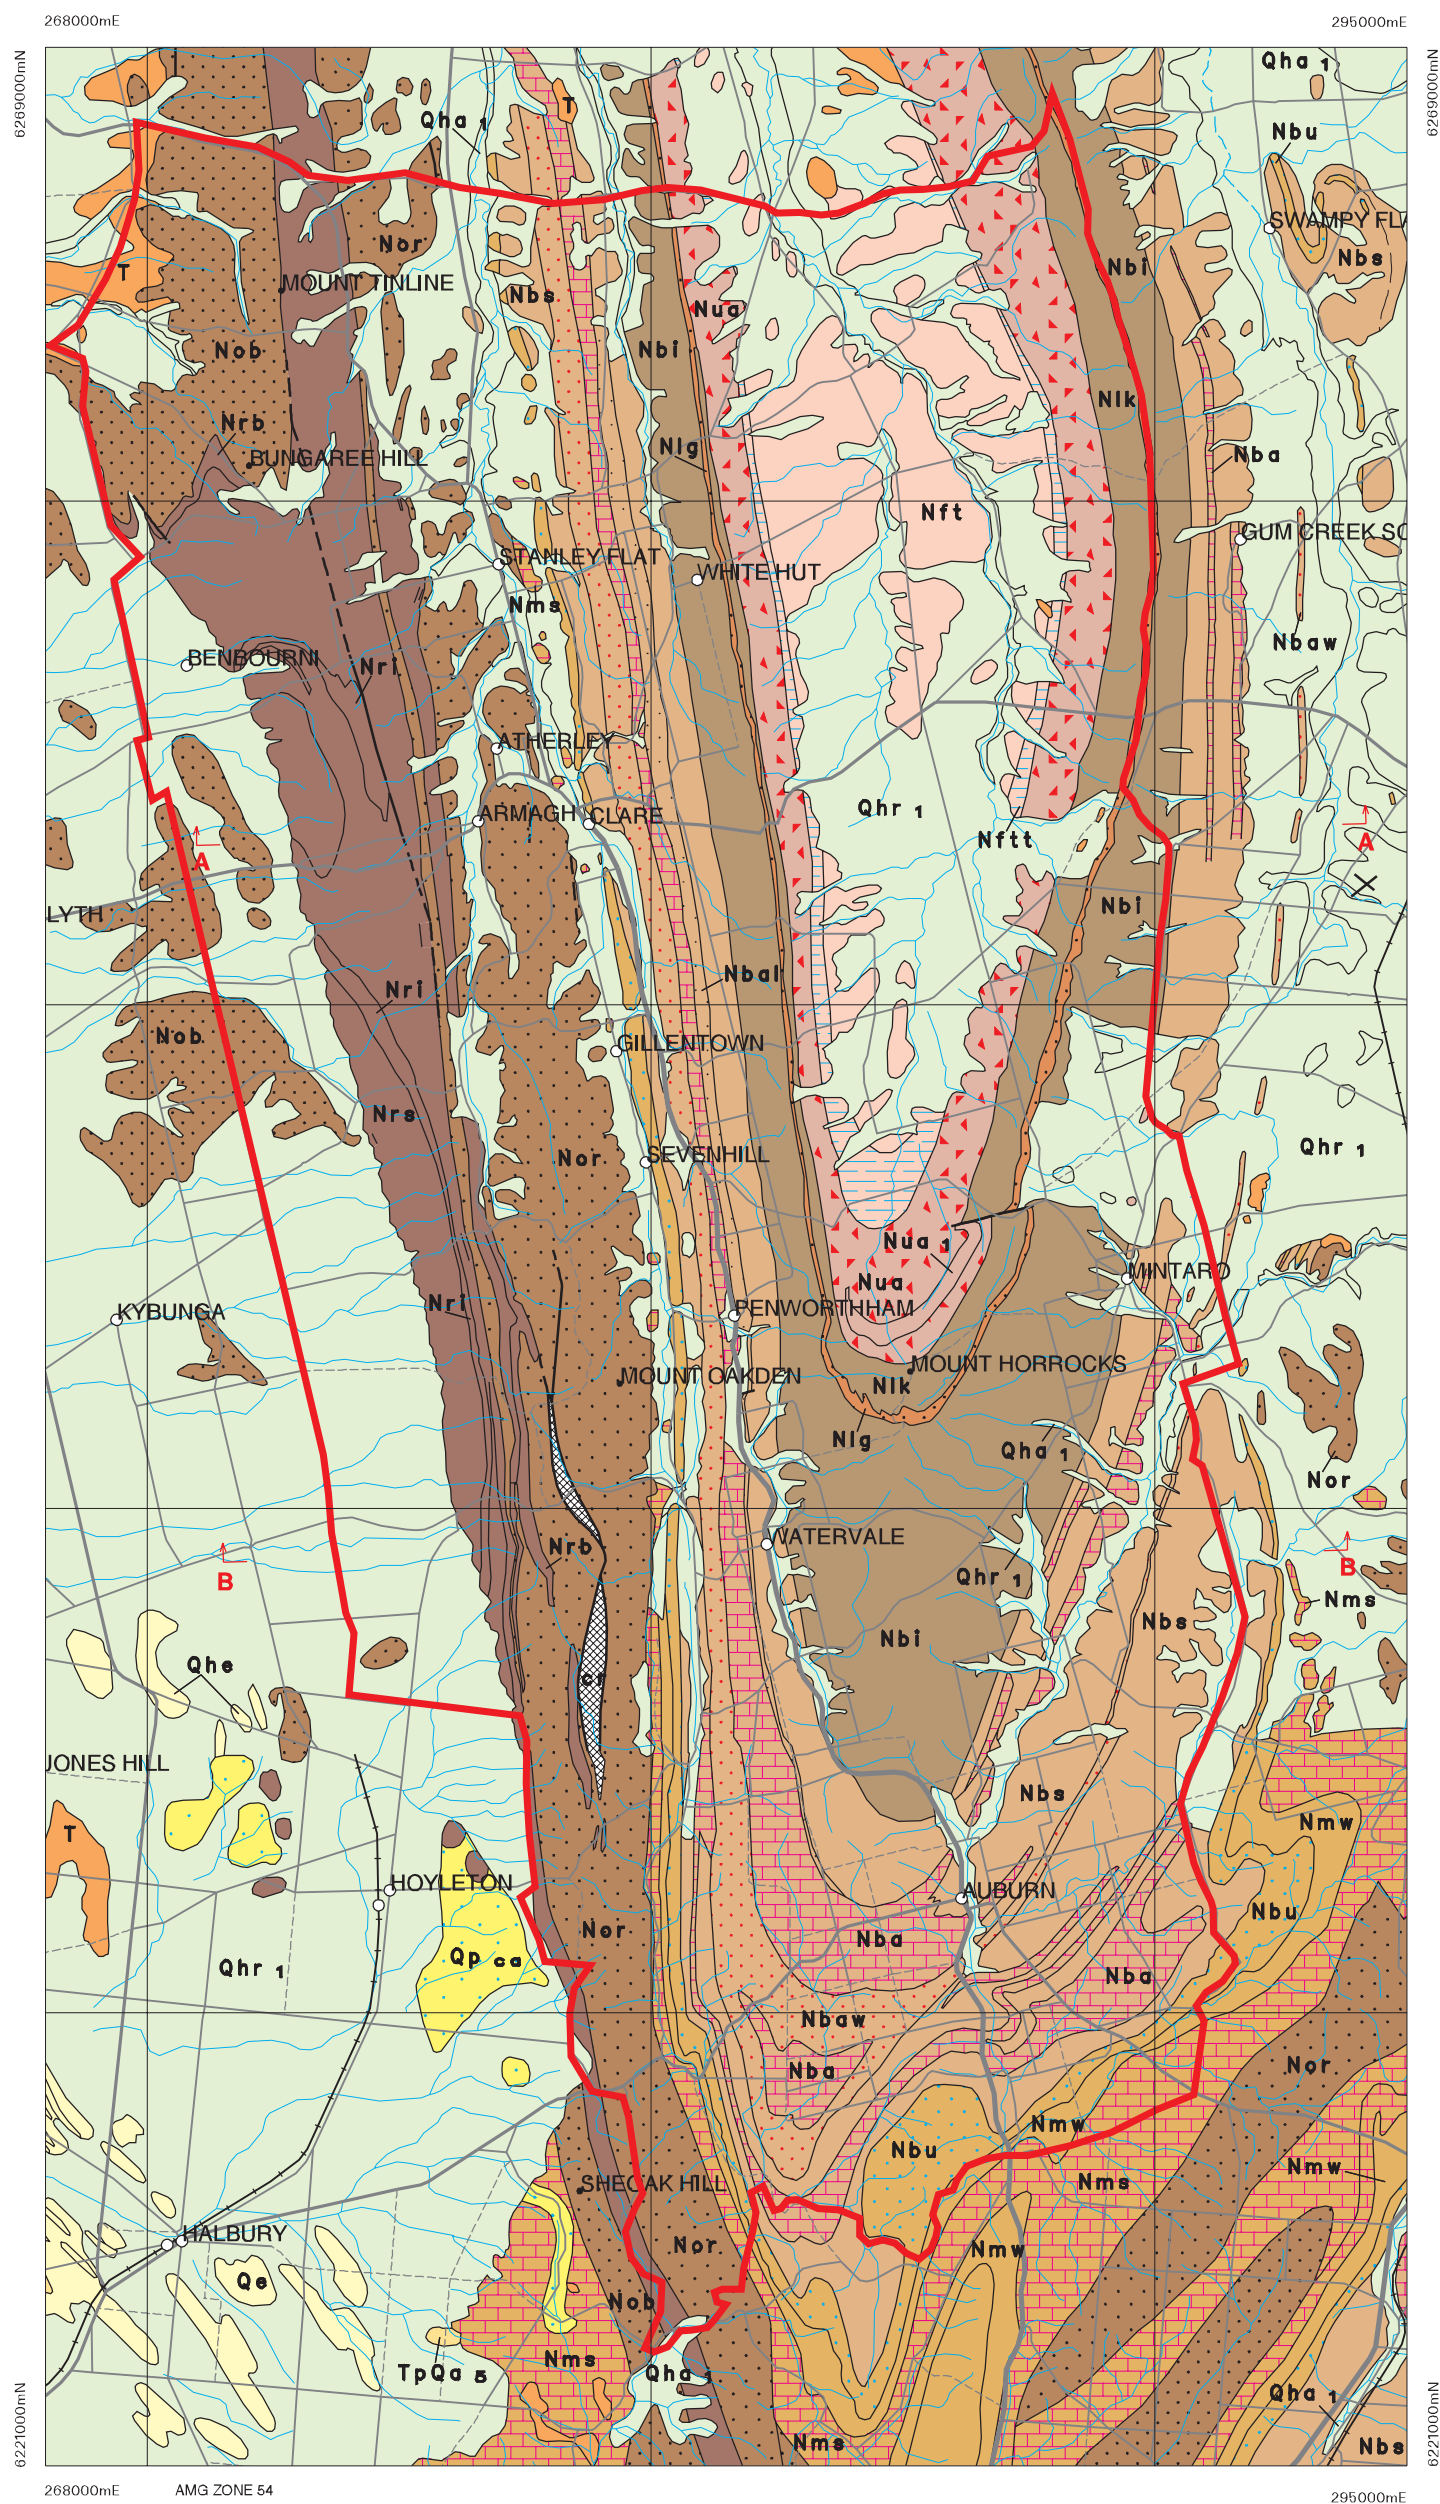 268000mE
295000mE
6269000mN
6269000mN
Qha 1
Qha 1
T
Nbu
SWAMPY FLA
Nor
Nbs
Nbi
T
MOUNT TINLINE
Nbs
Nua
Nob
Nbi
Nlk
Nrb
BUNGAREE HILL
Nlg
Nba
Nft
GUM CREEK SC
STANLEY FLAT
WHITE HUT
Nms
Nbaw
BENBOURNI
Nri
ATHERLEY
ARMAGH
CLARE
Qhr 1
Nftt
A
A
LYTH
Nbi
Nbal
Nri
Nob
GILLENTOWN
Nrs
Nor
SEVENHILL
Qhr 1
Nua 1
MINTARO
Nua
Nri
KYBUNGA
PENWORTHHAM
MOUNT OAKDEN
MOUNT HORROCKS
Nlk
Nlg
Qha 1
Nor
Nrb
WATERVALE
B
B
Qhr 1
Nms
Nbs
Nbi
Qhe
cr
JONES HILL
Nbs
T
Nmw
HOYLETON
AUBURN
Nbu
Nor
Nba
Qp ca
Qhr 1
Nba
Nbaw
Nor
Nba
Nmw
Nbu
Nmw
SHEOAK HILL
Nms
HALBURY
Nor
Nmw
Qe
Nob
Nms
TpQa 5
Qha 1
Qha 1
Nms
Nbs
6221000mN
6221000mN
268000mE
AMG ZONE 54
295000mE